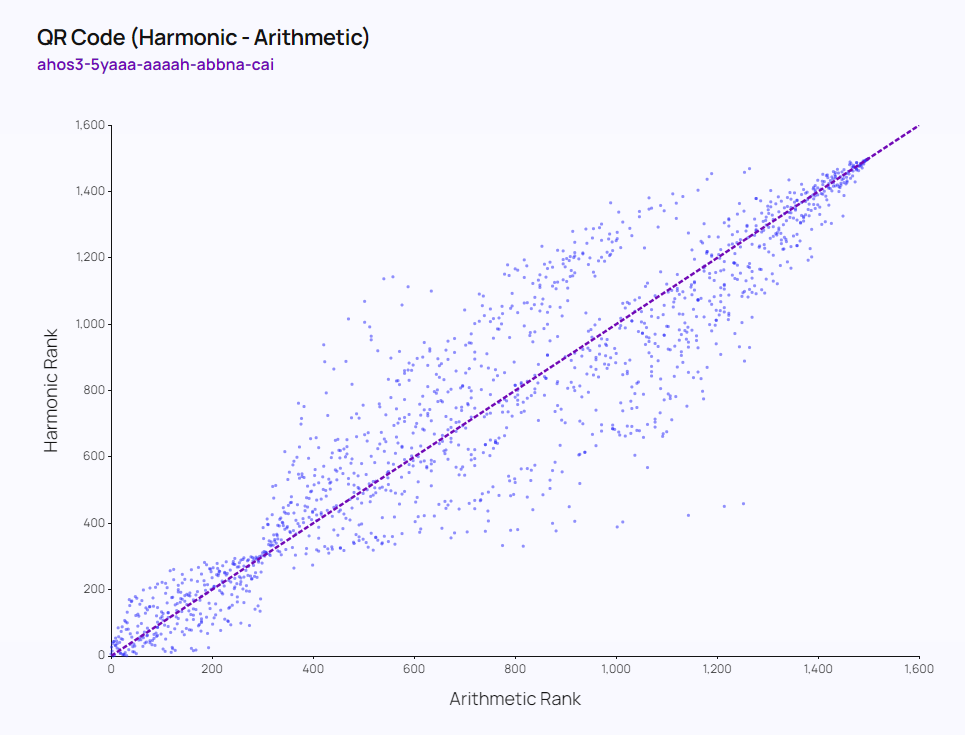 QR Code (Harmonic - Arithmetic)
ahos3-5yaaa-aaaah-abbna-cai
1,600
1,400
1,200
1,000
800
600
400
200
0
Harmonic Rank
0 200 400 600 800 1,000 1,200 1,400 1,600
Arithmetic Rank